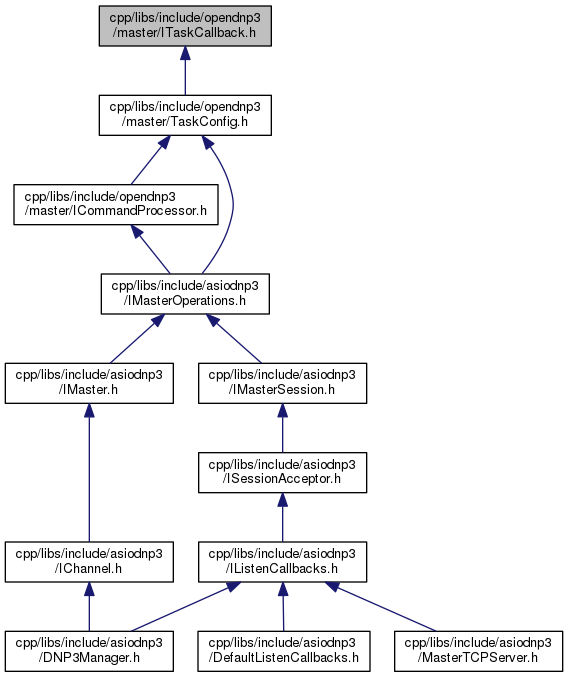 cpp/libs/include/opendnp3
/master/ITaskCallback.h
cpp/libs/include/opendnp3
/master/TaskConfig.h
cpp/libs/include/opendnp3
/master/ICommandProcessor.h
cpp/libs/include/asiodnp3
/IMasterOperations.h
cpp/libs/include/asiodnp3
/IMaster.h
cpp/libs/include/asiodnp3
/IMasterSession.h
cpp/libs/include/asiodnp3
/ISessionAcceptor.h
cpp/libs/include/asiodnp3
/IChannel.h
cpp/libs/include/asiodnp3
/IListenCallbacks.h
cpp/libs/include/asiodnp3
/DNP3Manager.h
cpp/libs/include/asiodnp3
/DefaultListenCallbacks.h
cpp/libs/include/asiodnp3
/MasterTCPServer.h